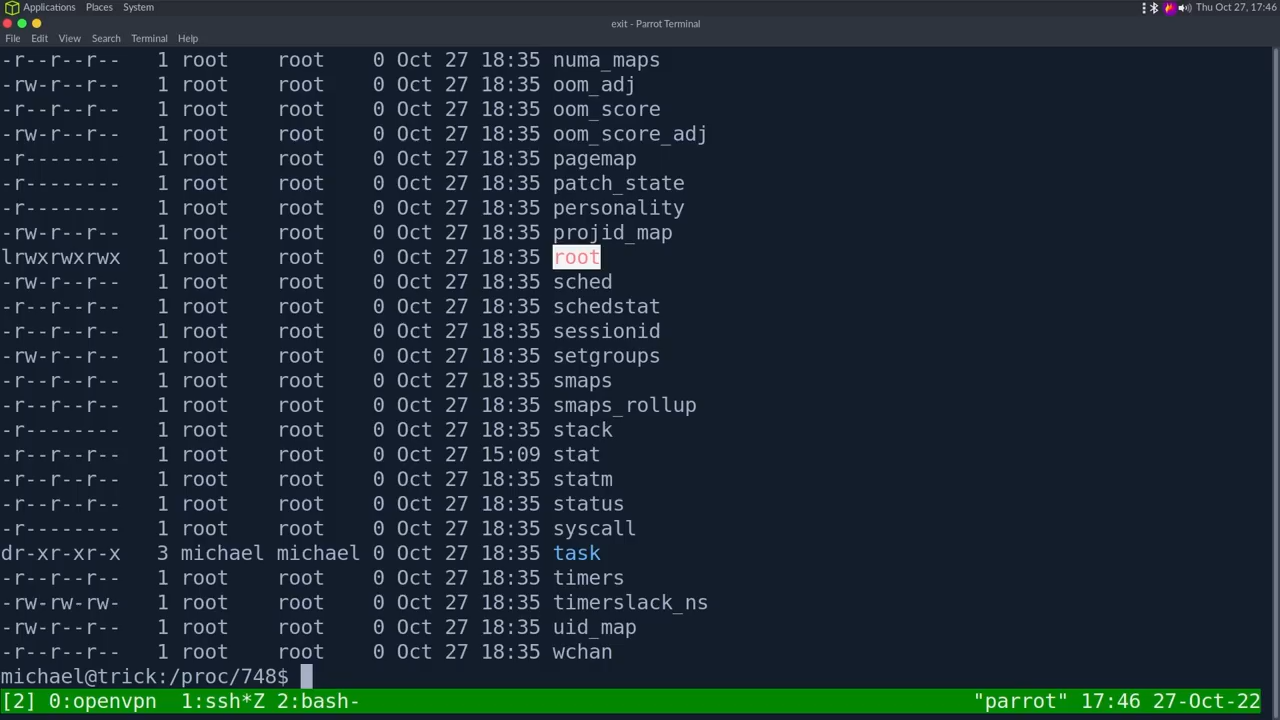 Applications Places System Thu Oct 27, 17:46
exit - Parrot Terminal
File Edit View Search Terminal Help
-r--r--r-- 1 root root 0 Oct 27 18:35 numa_maps
-rw-r--r-- 1 root root 0 Oct 27 18:35 oom_adj
-r--r--r-- 1 root root 0 Oct 27 18:35 oom_score
-rw-r--r-- 1 root root 0 Oct 27 18:35 oom_score_adj
-r-------- 1 root root 0 Oct 27 18:35 pagemap
-r-------- 1 root root 0 Oct 27 18:35 patch_state
-r-------- 1 root root 0 Oct 27 18:35 personality
-rw-r--r-- 1 root root 0 Oct 27 18:35 projid_map
lrwxrwxrwx 1 root root 0 Oct 27 18:35 root
-rw-r--r-- 1 root root 0 Oct 27 18:35 sched
-r--r--r-- 1 root root 0 Oct 27 18:35 schedstat
-r--r--r-- 1 root root 0 Oct 27 18:35 sessionid
-rw-r--r-- 1 root root 0 Oct 27 18:35 setgroups
-r--r--r-- 1 root root 0 Oct 27 18:35 smaps
-r--r--r-- 1 root root 0 Oct 27 18:35 smaps_rollup
-r-------- 1 root root 0 Oct 27 18:35 stack
-r--r--r-- 1 root root 0 Oct 27 15:09 stat
-r--r--r-- 1 root root 0 Oct 27 18:35 statm
-r--r--r-- 1 root root 0 Oct 27 18:35 status
-r-------- 1 root root 0 Oct 27 18:35 syscall
dr-xr-xr-x 3 michael michael 0 Oct 27 18:35 task
-r--r--r-- 1 root root 0 Oct 27 18:35 timers
-rw-rw-rw- 1 root root 0 Oct 27 18:35 timerslack_ns
-rw-r--r-- 1 root root 0 Oct 27 18:35 uid_map
-r--r--r-- 1 root root 0 Oct 27 18:35 wchan
michael@trick:/proc/748$
[2] 0:openvpn 1:ssh*Z 2:bash- "parrot" 17:46 27-Oct-22